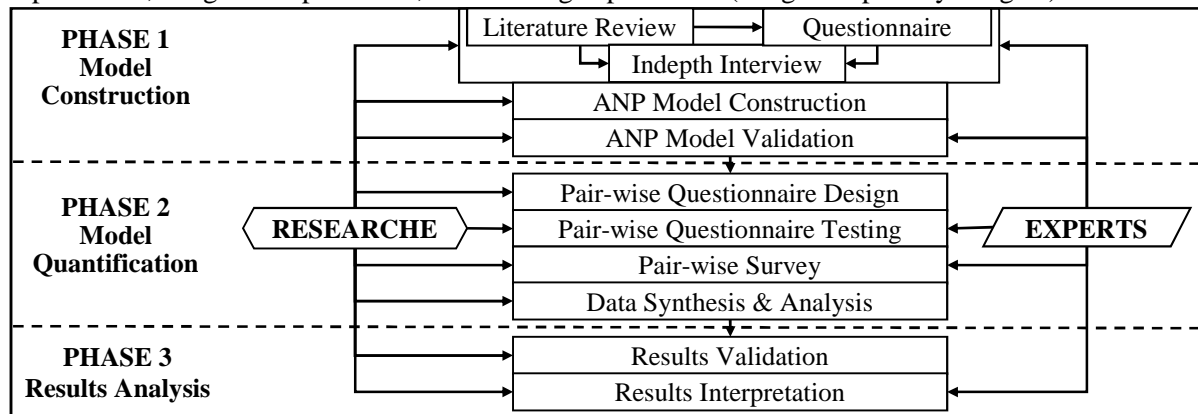 PHASE 1
Model
Construction
Literature Review
Questionnaire
Indepth Interview
ANP Model Construction
ANP Model Validation
PHASE 2
Model
Quantification
RESEARCHE
Pair-wise Questionnaire Design
Pair-wise Questionnaire Testing
Pair-wise Survey
Data Synthesis & Analysis
EXPERTS
PHASE 3
Results Analysis
Results Validation
Results Interpretation